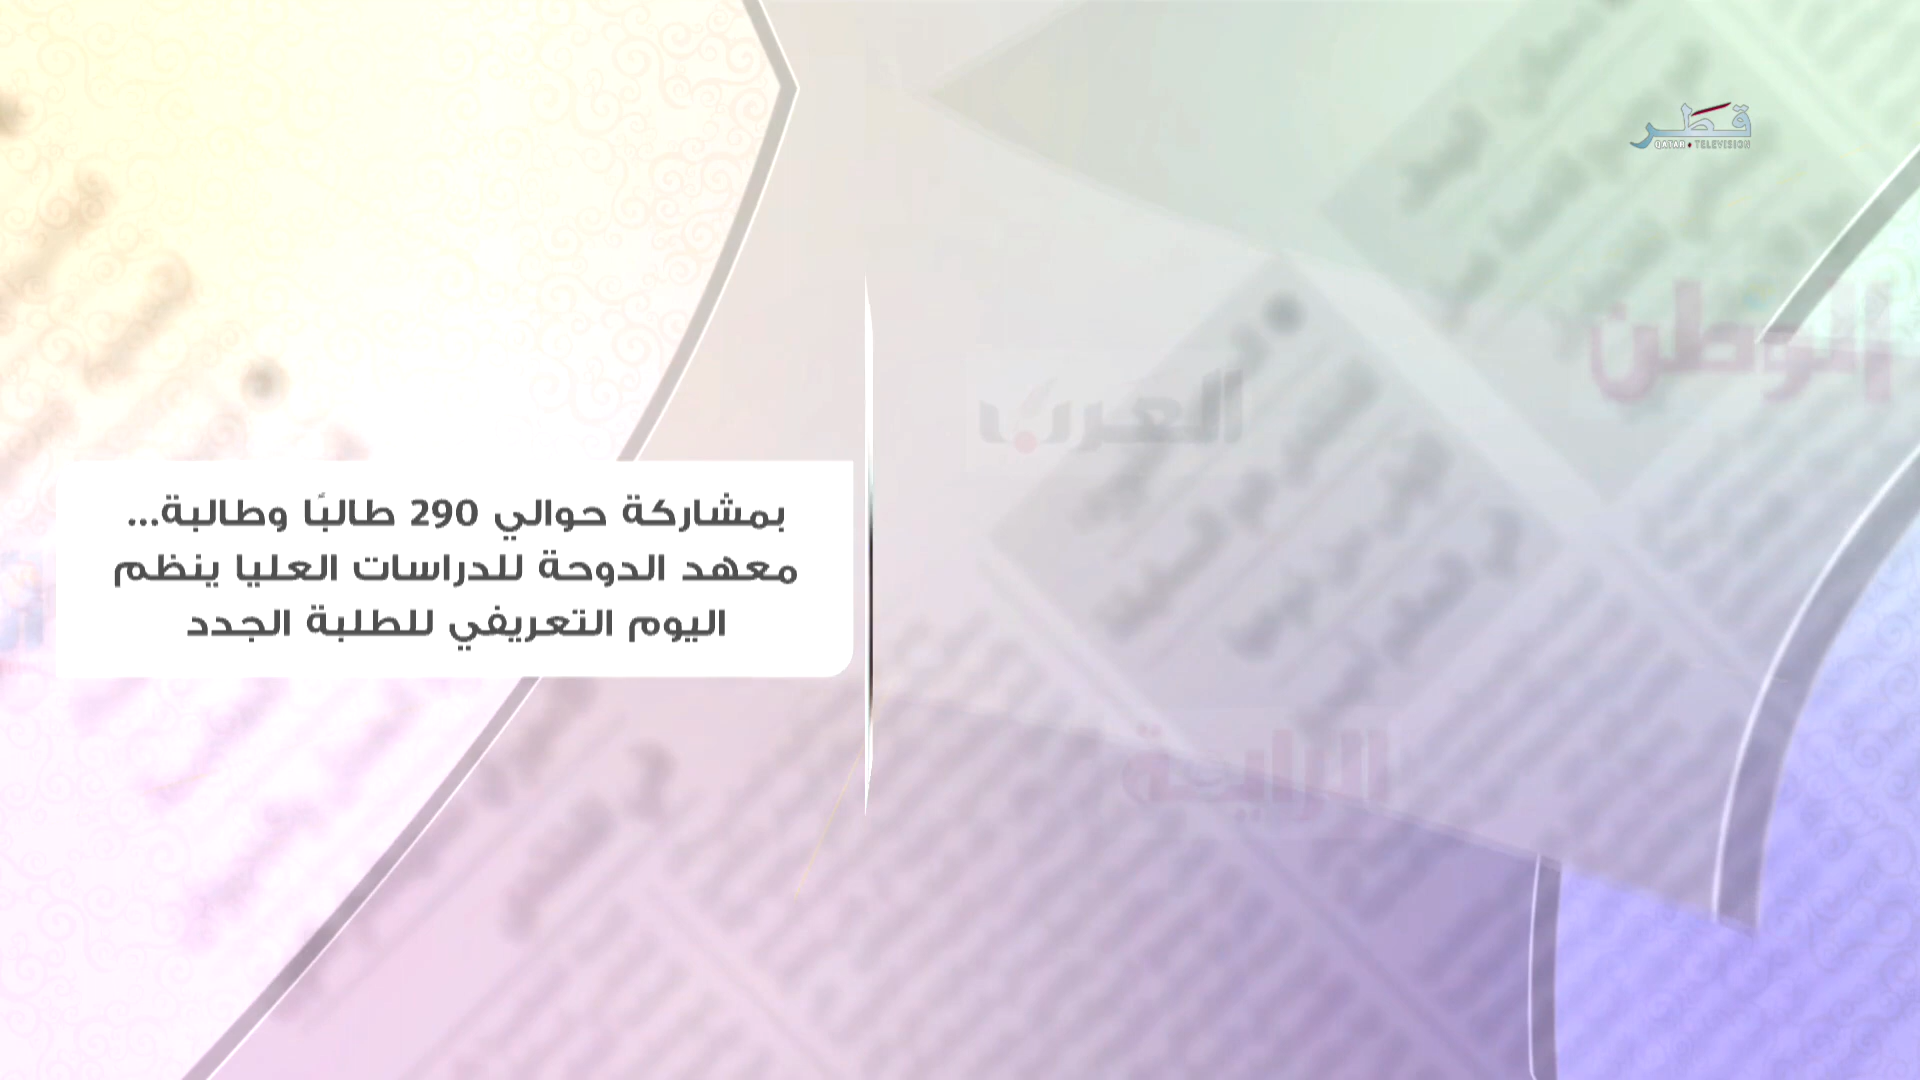 قطر
QATAR TELEVISION
الوطن
العرب
بمشاركة حوالي 290 طالبًا وطالبة...
معهد الدوحة للدراسات العليا ينظم
اليوم التعريفي للطلبة الجدد
الراية